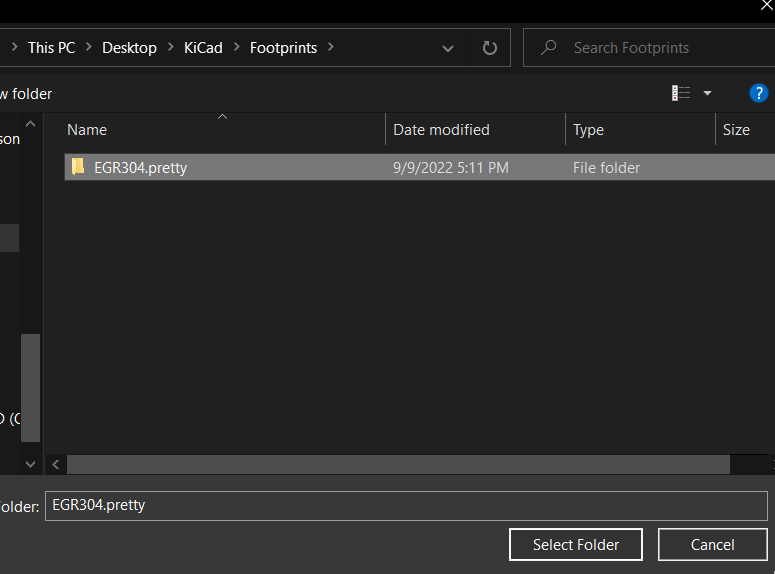 This PC > Desktop > KiCad > Footprints >
Search Footprints
w folder
?
son
Name
Date modified
Type
Size
EGR304.pretty
9/9/2022 5:11 PM
File folder
older:
EGR304.pretty
Select Folder
Cancel